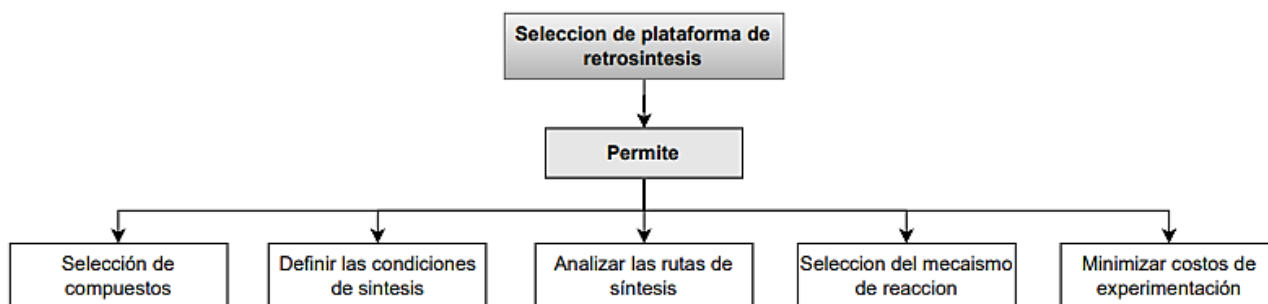 Seleccion de plataforma de
retrosintesis
Permite
Selección de
compuestos
Definir las condiciones
de sintesis
Analizar las rutas de
síntesis
Seleccion del mecaismo
de reaccion
Minimizar costos de
experimentación